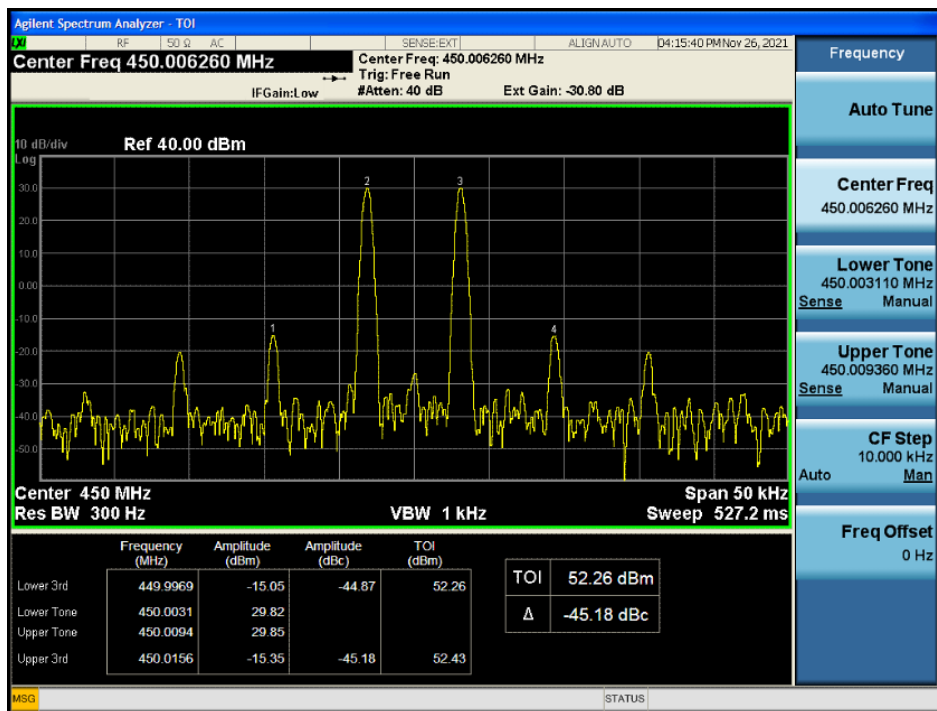 Agilent Spectrum Analyzer - TOI
LXI RF 50 Ω AC SENSE:EXT ALIGNAUTO 04:15:40 PM Nov 26, 2021
Center Freq 450.006260 MHz
Center Freq: 450.006260 MHz
Trig: Free Run
IFGain:Low #Atten: 40 dB Ext Gain: -30.80 dB
10 dB/div Ref 40.00 dBm
Log
30.0
20.0
10.0
0.00
-10.0
-20.0
-30.0
-40.0
-50.0
1 2 3 4
Center 450 MHz Span 50 kHz
Res BW 300 Hz VBW 1 kHz Sweep 527.2 ms
Frequency Amplitude Amplitude TOI
(MHz) (dBm) (dBc) (dBm)
Lower 3rd 449.9969 -15.05 -44.87 52.26
Lower Tone 450.0031 29.82
Upper Tone 450.0094 29.85
Upper 3rd 450.0156 -15.35 -45.18 52.43
TOI 52.26 dBm
Δ -45.18 dBc
Frequency
Auto Tune
Center Freq
450.006260 MHz
Lower Tone
450.003110 MHz
Sense Manual
Upper Tone
450.009360 MHz
Sense Manual
CF Step
10.000 kHz
Auto Man
Freq Offset
0 Hz
MSG STATUS